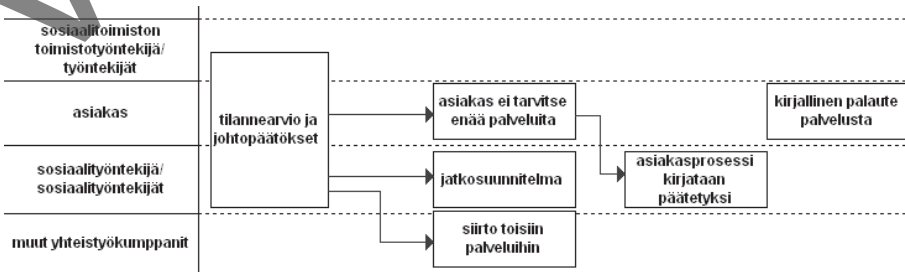 sosiaalitoimiston
toimistotyöntekijä/
työntekijät
asiakas
sosiaalityöntekijä/
sosiaalityöntekijät
muut yhteistyökumppanit
tilannearvio ja
johtopäätökset
asiakas ei tarvitse
enää palveluita
jatkosuunnitelma
siirto toisiin
palveluihin
asiakasprosessi
kirjataan
päätetyksi
kirjallinen palaute
palvelusta